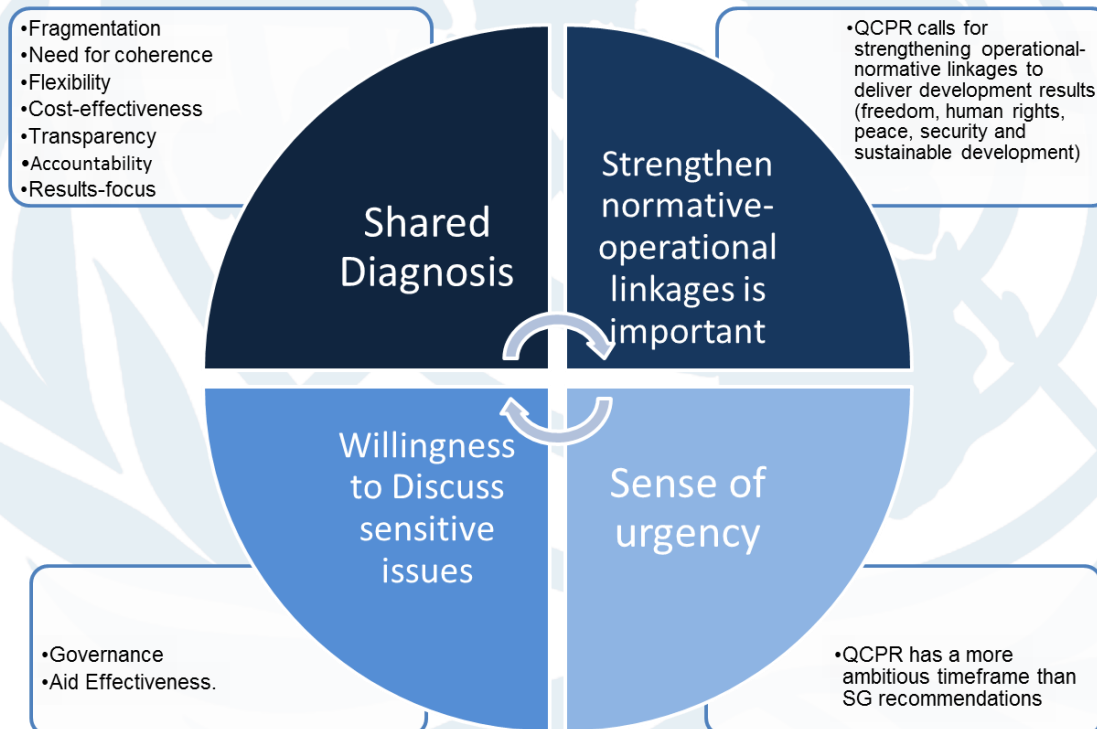 •Fragmentation
•Need for coherence
•Flexibility
•Cost-effectiveness
•Transparency
•Accountability
•Results-focus
Shared
Diagnosis
Strengthen
normative-
operational
linkages is
important
•QCPR calls for
strengthening operational-
normative linkages to
deliver development results
(freedom, human rights,
peace, security and
sustainable development)
Willingness
to Discuss
sensitive
issues
Sense of
urgency
•Governance
•Aid Effectiveness.
•QCPR has a more
ambitious timeframe than
SG recommendations